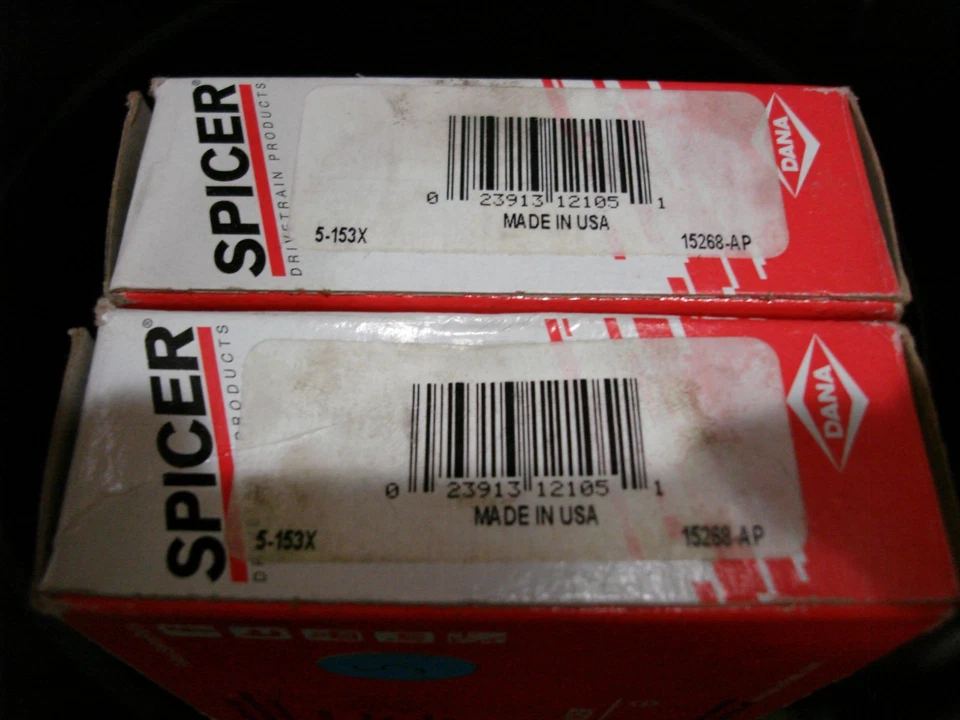 SPICER®
DRIVETRAIN PRODUCTS
0 23913 12105 1
MADE IN USA
5-153X
15268-AP
DANA
SPICER®
PRODUCTS
0 23913 12105 1
MADE IN USA
5-153X
15268-AP
DANA